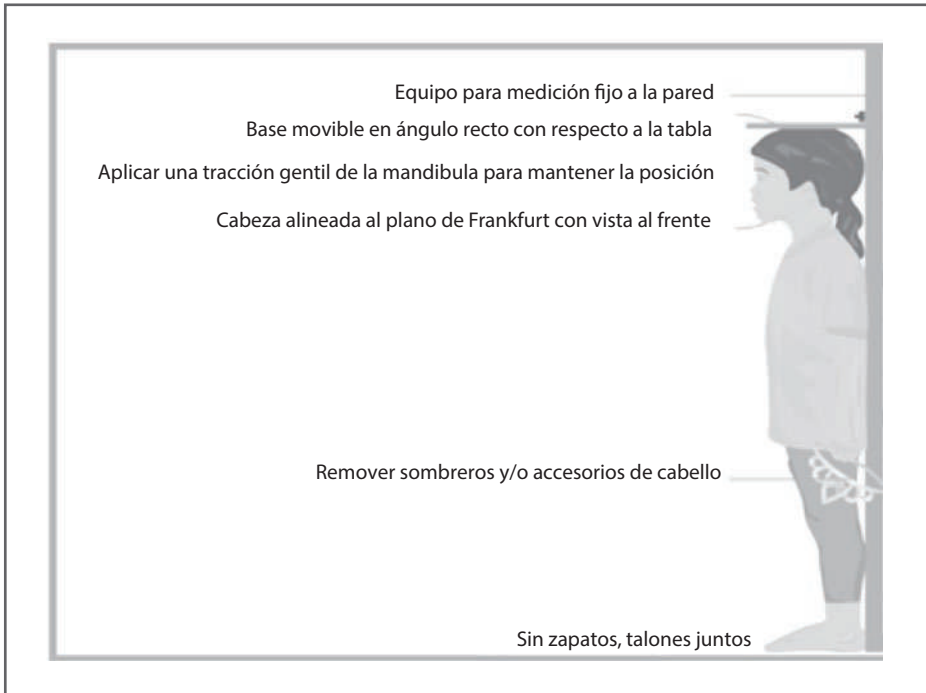 Equipo para medición fijo a la pared
Base movible en ángulo recto con respecto a la tabla
Aplicar una tracción gentil de la mandibula para mantener la posición
Cabeza alineada al plano de Frankfurt con vista al frente
Remover sombreros y/o accesorios de cabello
Sin zapatos, talones juntos